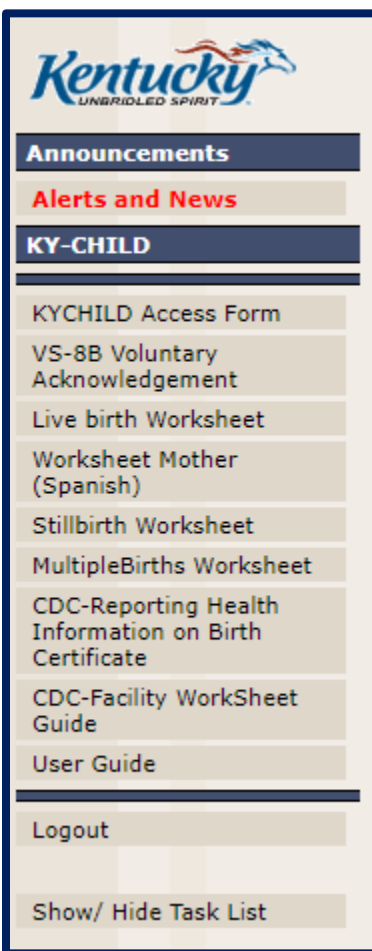 Kentucky
UNBRIDLED SPIRIT
Announcements
Alerts and News
KY-CHILD
KYCHILD Access Form
VS-8B Voluntary
Acknowledgement
Live birth Worksheet
Worksheet Mother
(Spanish)
Stillbirth Worksheet
MultipleBirths Worksheet
CDC-Reporting Health
Information on Birth
Certificate
CDC-Facility WorkSheet
Guide
User Guide
Logout
Show/ Hide Task List